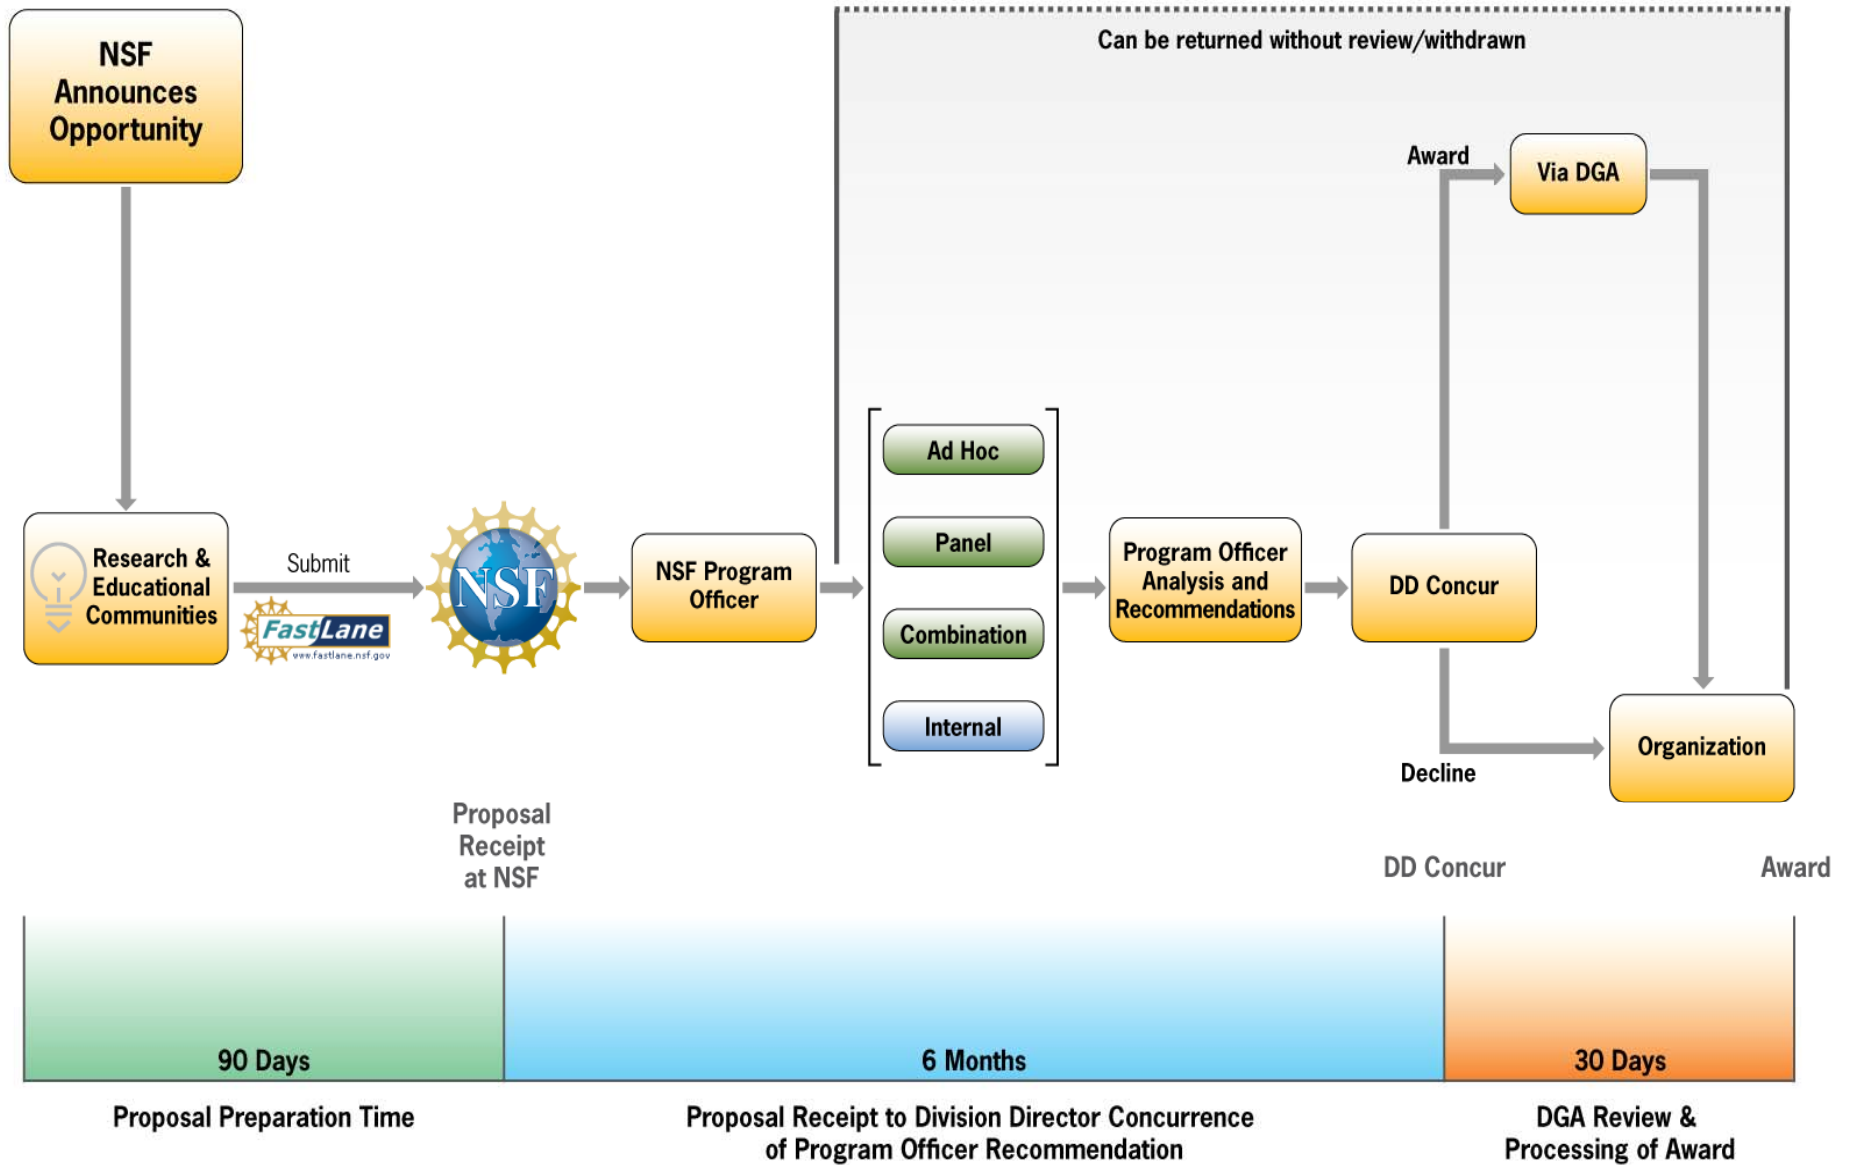 NSF
Announces
Opportunity
Can be returned without review/withdrawn
Award
Via DGA
Ad Hoc
Panel
Combination
Internal
Research &
Educational
Communities
Submit
FastLane
www.fastlane.nsf.gov
NSF
NSF Program
Officer
Program Officer
Analysis and
Recommendations
DD Concur
Decline
Organization
Proposal
Receipt
at NSF
DD Concur
Award
90 Days
6 Months
30 Days
Proposal Preparation Time
Proposal Receipt to Division Director Concurrence
of Program Officer Recommendation
DGA Review &
Processing of Award